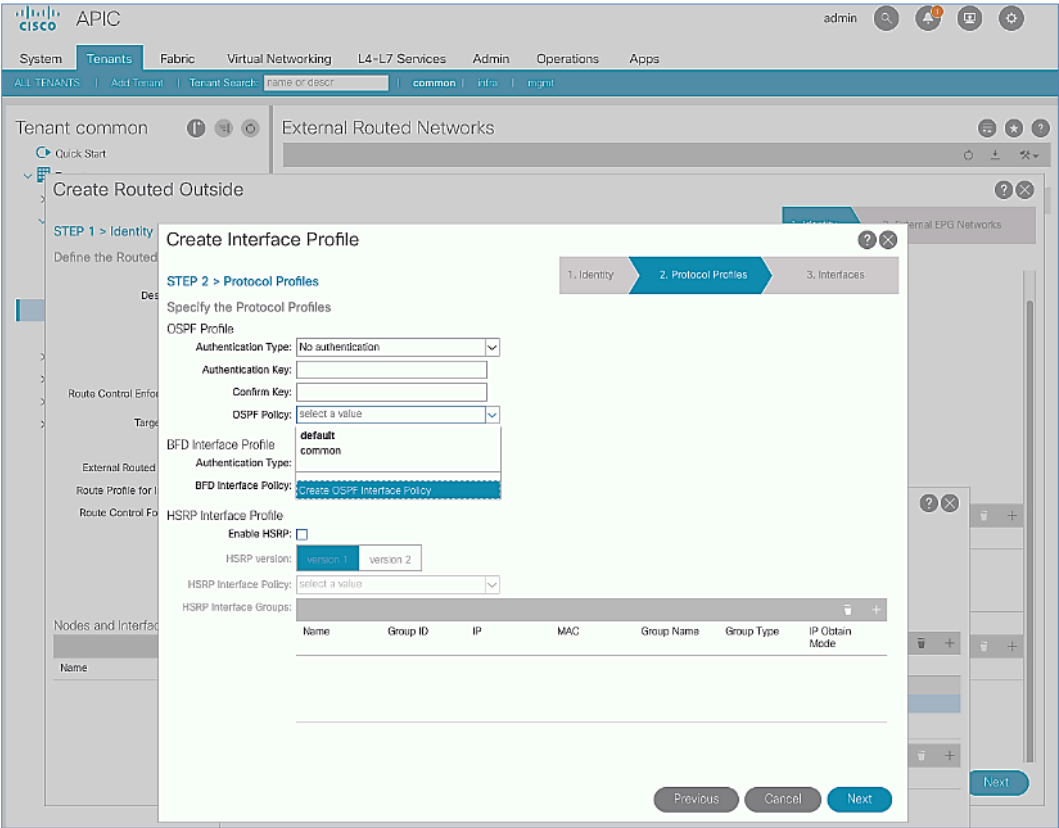 cisco APIC admin 1
System Tenants Fabric Virtual Networking L4-L7 Services Admin Operations Apps
ALL TENANTS | Add Tenant | Tenant Search: name or descr | common | infra | mgmt
Tenant common External Routed Networks
Quick Start
Create Routed Outside
STEP 1 > Identity External EPG Networks
Define the Routed
Create Interface Profile
1. Identity 2. Protocol Profiles 3. Interfaces
STEP 2 > Protocol Profiles
Specify the Protocol Profiles
Des
OSPF Profile
Authentication Type: No authentication
Authentication Key:
Confirm Key:
Route Control Enfor
OSPF Policy: select a value
Targe
default
BFD Interface Profile
common
Authentication Type:
External Routed
BFD Interface Policy: Create OSPF Interface Policy
Route Profile for I
Route Control Fo
HSRP Interface Profile
Enable HSRP:
HSRP version: version 1 version 2
HSRP Interface Policy: select a value
HSRP Interface Groups:
Nodes and Interfac
Name Group ID IP MAC Group Name Group Type IP Obtain
Mode
Name
Next
Previous Cancel Next